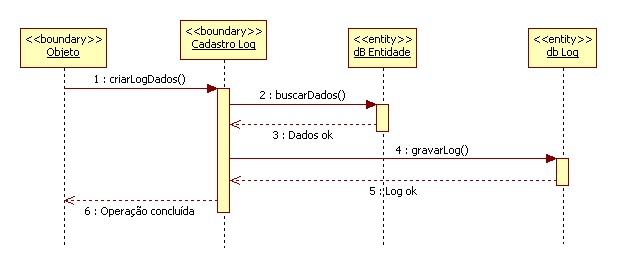 <<boundary>>
Objeto
<<boundary>>
Cadastro Log
<<entity>>
dB Entidade
<<entity>>
db Log
1 : criarLogDados()
2 : buscarDados()
3 : Dados ok
4 : gravarLog()
5 : Log ok
6 : Operação concluída